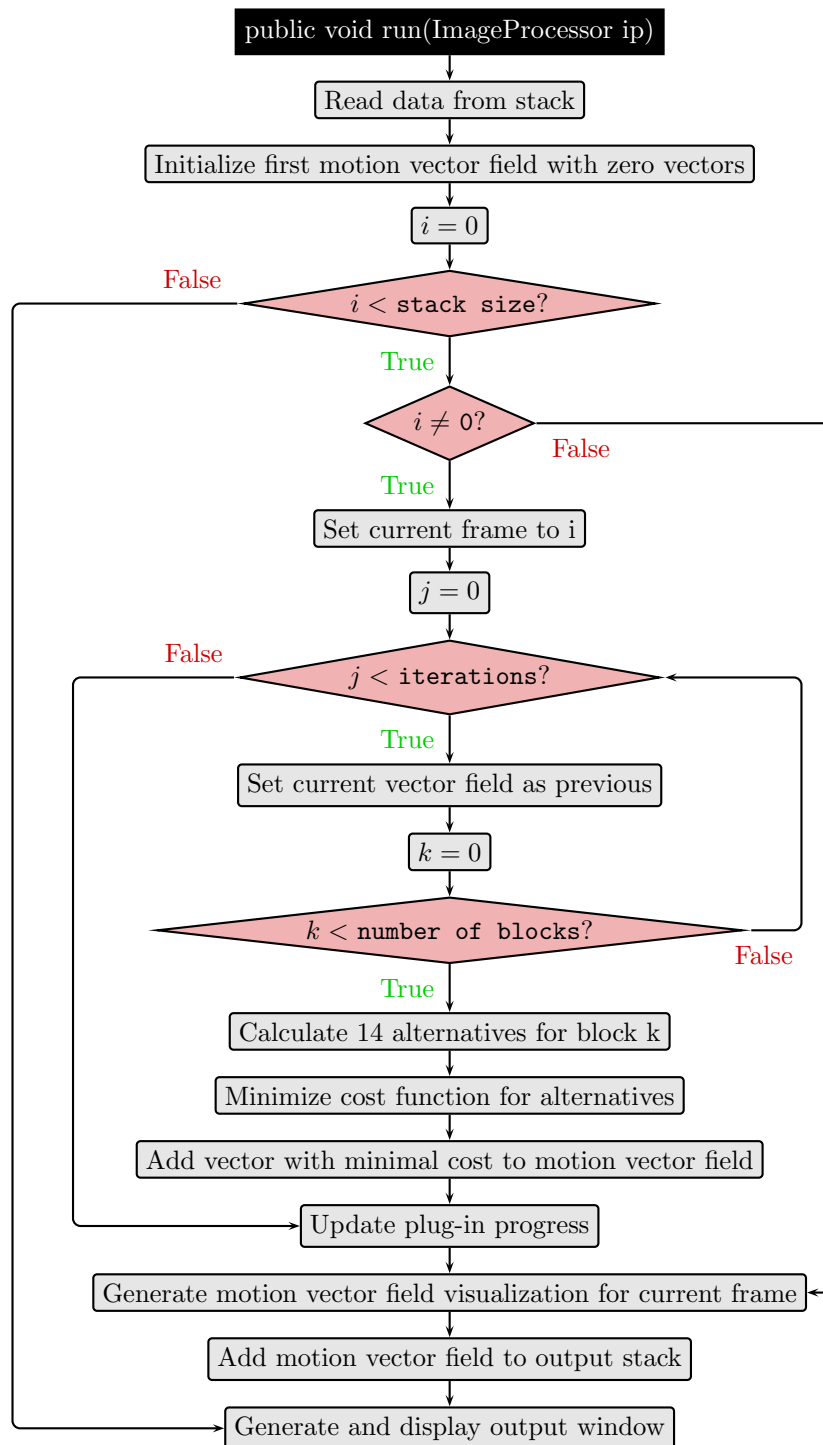 public void run(ImageProcessor ip)
Read data from stack
Initialize first motion vector field with zero vectors
i = 0
False
i < stack size?
True
i ≠ 0?
False
True
Set current frame to i
j = 0
False
j < iterations?
True
Set current vector field as previous
k = 0
k < number of blocks?
False
True
Calculate 14 alternatives for block k
Minimize cost function for alternatives
Add vector with minimal cost to motion vector field
Update plug-in progress
Generate motion vector field visualization for current frame
Add motion vector field to output stack
Generate and display output window